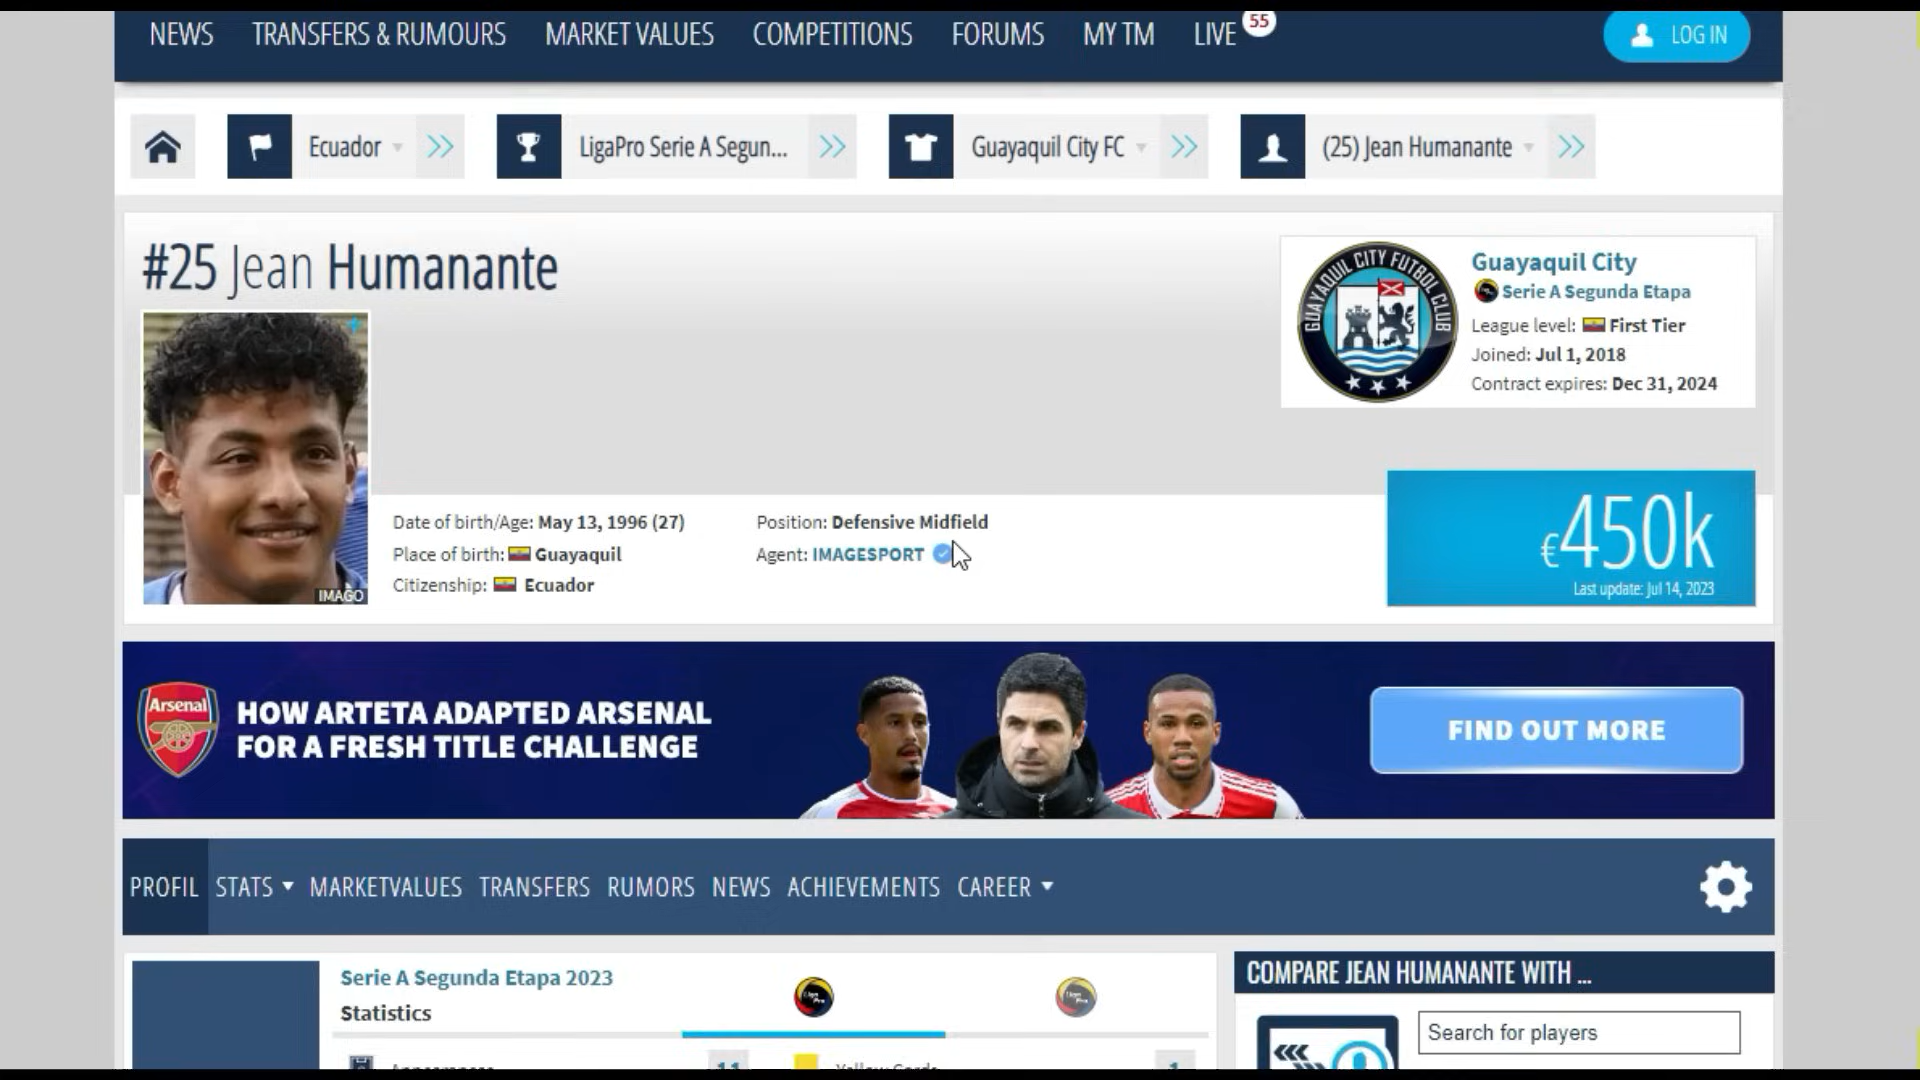 NEWS TRANSFERS & RUMOURS MARKET VALUES COMPETITIONS FORUMS MY TM LIVE 55 LOG IN
Ecuador LigaPro Serie A Segun... Guayaquil City FC (25) Jean Humanante
#25 Jean Humanante
GUAYAQUIL CITY FUTBOL CLUB
Guayaquil City
Serie A Segunda Etapa
League level: First Tier
Joined: Jul 1, 2018
Contract expires: Dec 31, 2024
IMAGO
Date of birth/Age: May 13, 1996 (27)
Place of birth: Guayaquil
Citizenship: Ecuador
Position: Defensive Midfield
Agent: IMAGESPORT
€450k
Last update: Jul 14, 2023
Arsenal
HOW ARTETA ADAPTED ARSENAL
FOR A FRESH TITLE CHALLENGE
FIND OUT MORE
PROFIL STATS MARKETVALUES TRANSFERS RUMORS NEWS ACHIEVEMENTS CAREER
Serie A Segunda Etapa 2023
Statistics
COMPARE JEAN HUMANANTE WITH ...
Search for players